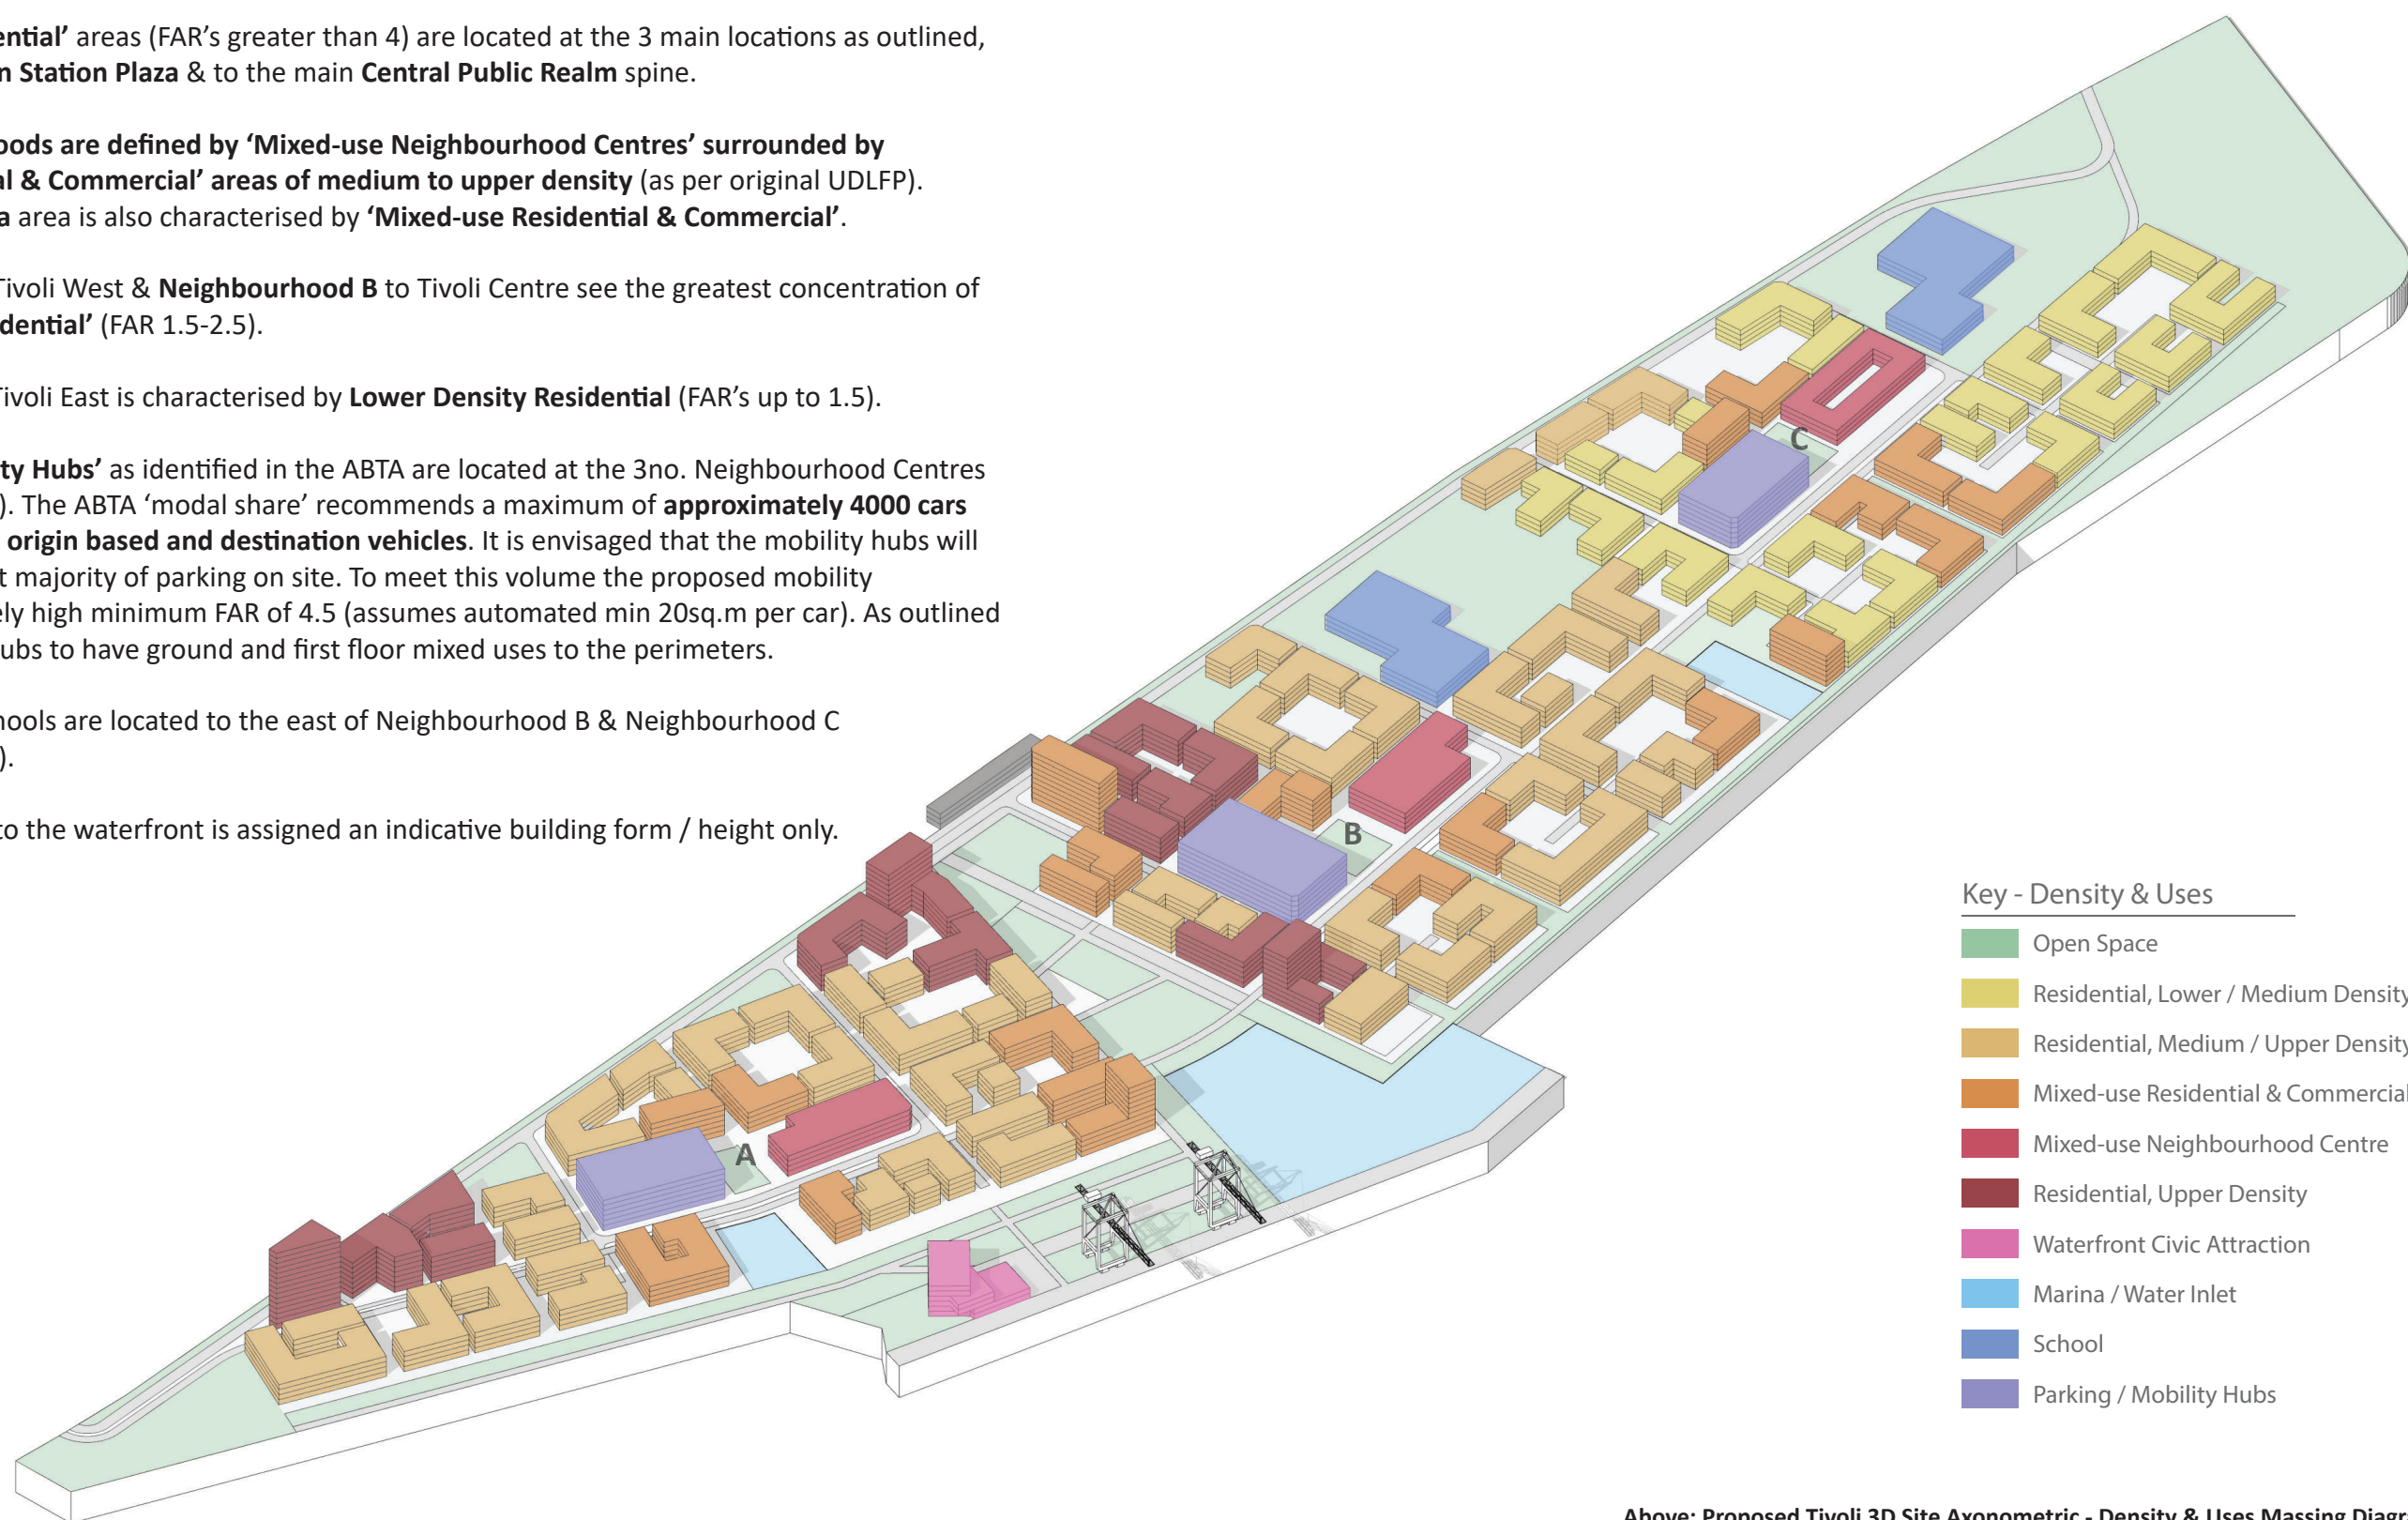 ential’ areas (FAR’s greater than 4) are located at the 3 main locations as outlined,
n Station Plaza & to the main Central Public Realm spine.
oods are defined by ‘Mixed-use Neighbourhood Centres’ surrounded by
al & Commercial’ areas of medium to upper density (as per original UDLFP).
a area is also characterised by ‘Mixed-use Residential & Commercial’.
Tivoli West & Neighbourhood B to Tivoli Centre see the greatest concentration of
idential’ (FAR 1.5-2.5).
Tivoli East is characterised by Lower Density Residential (FAR’s up to 1.5).
ty Hubs’ as identified in the ABTA are located at the 3no. Neighbourhood Centres
). The ABTA ‘modal share’ recommends a maximum of approximately 4000 cars
origin based and destination vehicles. It is envisaged that the mobility hubs will
t majority of parking on site. To meet this volume the proposed mobility
ely high minimum FAR of 4.5 (assumes automated min 20sq.m per car). As outlined
ubs to have ground and first floor mixed uses to the perimeters.
hools are located to the east of Neighbourhood B & Neighbourhood C
).
to the waterfront is assigned an indicative building form / height only.
C
B
A
Key - Density & Uses
Open Space
Residential, Lower / Medium Density
Residential, Medium / Upper Density
Mixed-use Residential & Commercial
Mixed-use Neighbourhood Centre
Residential, Upper Density
Waterfront Civic Attraction
Marina / Water Inlet
School
Parking / Mobility Hubs
Above: Proposed Tivoli 3D Site Axonometric - Density & Uses Massing Diagr